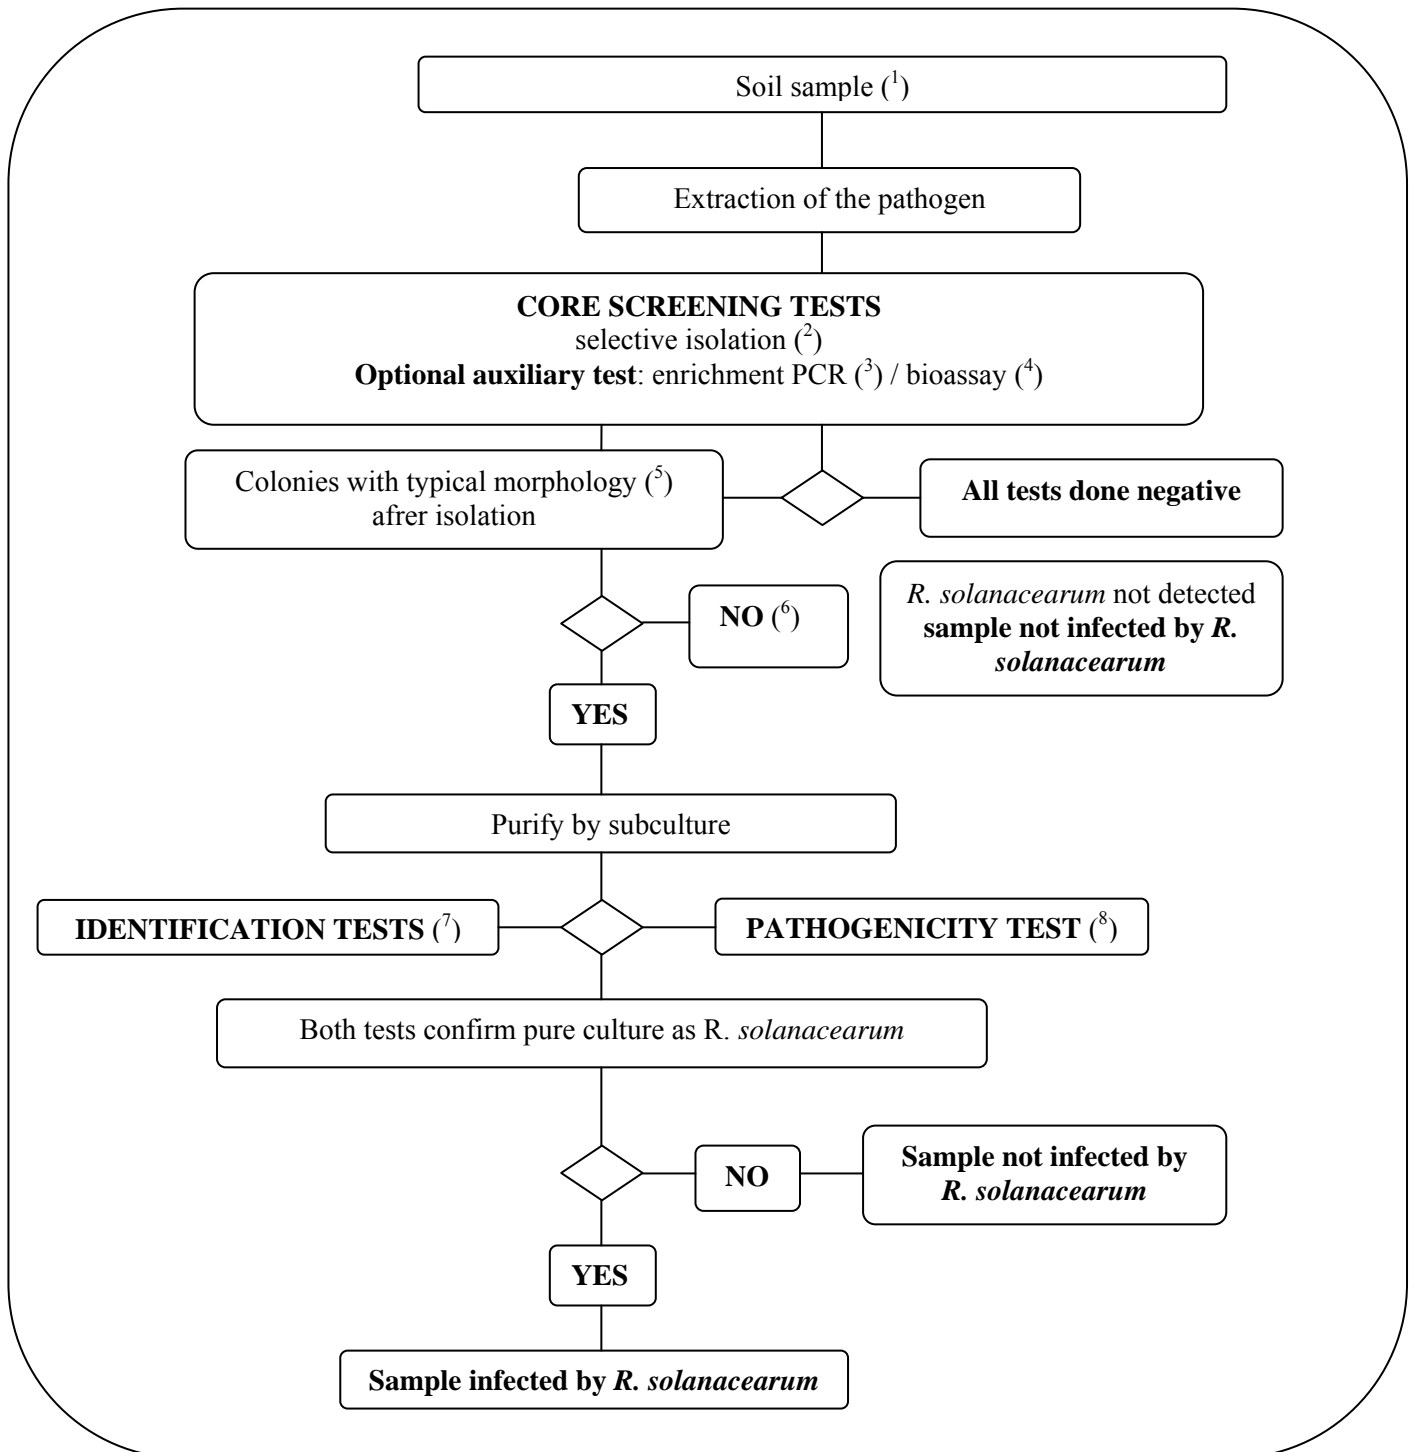 Soil sample (1)
Extraction of the pathogen
CORE SCREENING TESTS
selective isolation (2)
Optional auxiliary test: enrichment PCR (3) / bioassay (4)
Colonies with typical morphology (5)
afrer isolation
All tests done negative
R. solanacearum not detected
sample not infected by R.
solanacearum
NO (6)
YES
Purify by subculture
IDENTIFICATION TESTS (7)
PATHOGENICITY TEST (8)
Both tests confirm pure culture as R. solanacearum
NO
Sample not infected by
R. solanacearum
YES
Sample infected by R. solanacearum